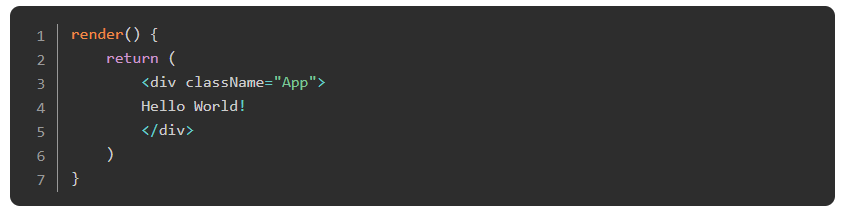 1 render() {
2 return (
3 <div className="App">
4 Hello World!
5 </div>
6 )
7 }